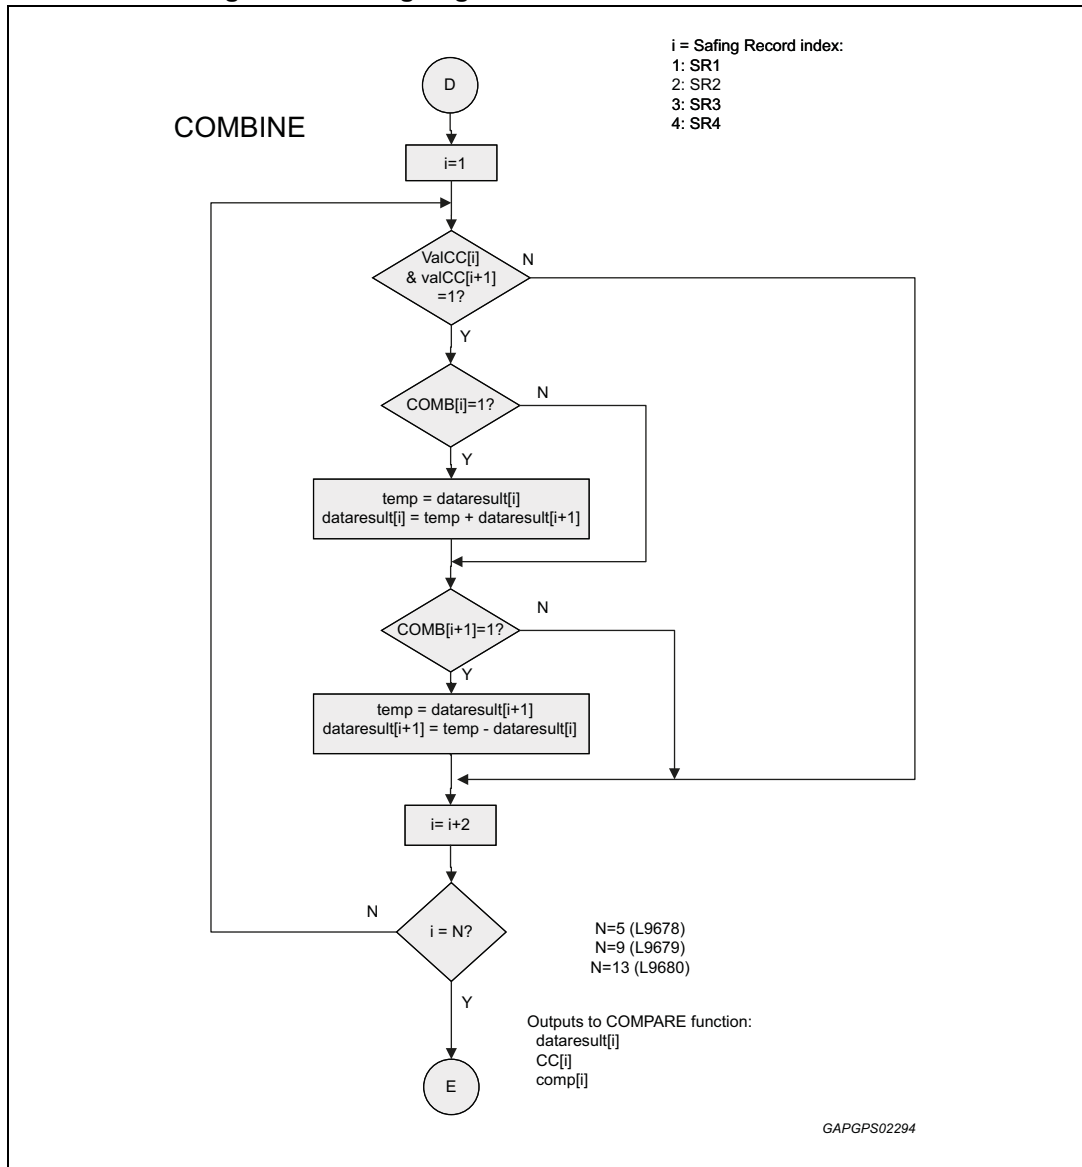 i = Safing Record index:
1: SR1
2: SR2
3: SR3
4: SR4
D
COMBINE
i=1
ValCC[i]
& valCC[i+1]
=1?
N
Y
COMB[i]=1?
N
Y
temp = dataresult[i]
dataresult[i] = temp + dataresult[i+1]
COMB[i+1]=1?
N
Y
temp = dataresult[i+1]
dataresult[i+1] = temp - dataresult[i]
i= i+2
i = N?
N
Y
N=5 (L9678)
N=9 (L9679)
N=13 (L9680)
Outputs to COMPARE function:
dataresult[i]
CC[i]
comp[i]
E
GAPGPS02294